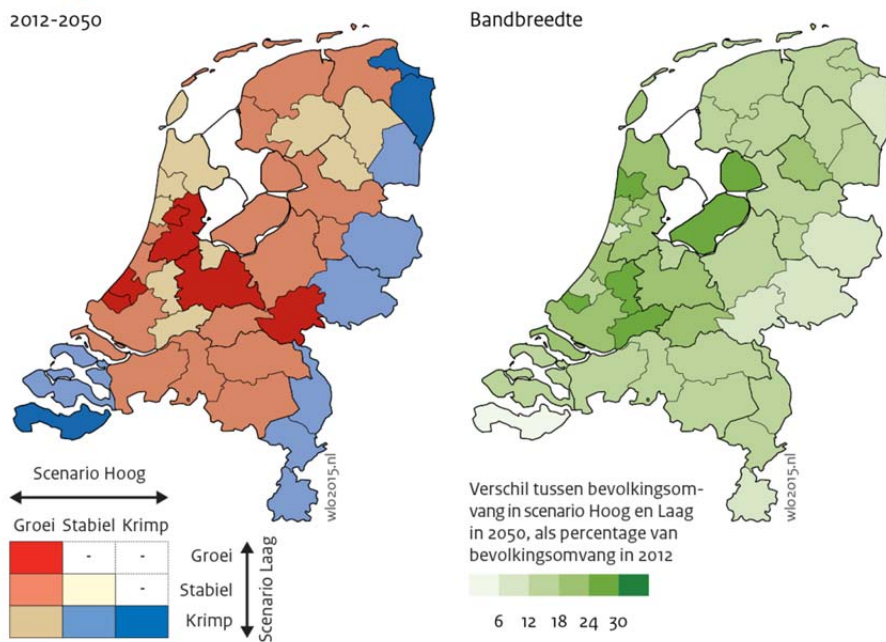 2012-2050
Bandbreedte
wlo2015.nl
Scenario Hoog
Groei Stabiel Krimp
Groei
Stabiel
Krimp
- -
-
Scenario Laag
wlo2015.nl
Verschil tussen bevolkingsom-
vang in scenario Hoog en Laag
in 2050, als percentage van
bevolkingsomvang in 2012
6 12 18 24 30